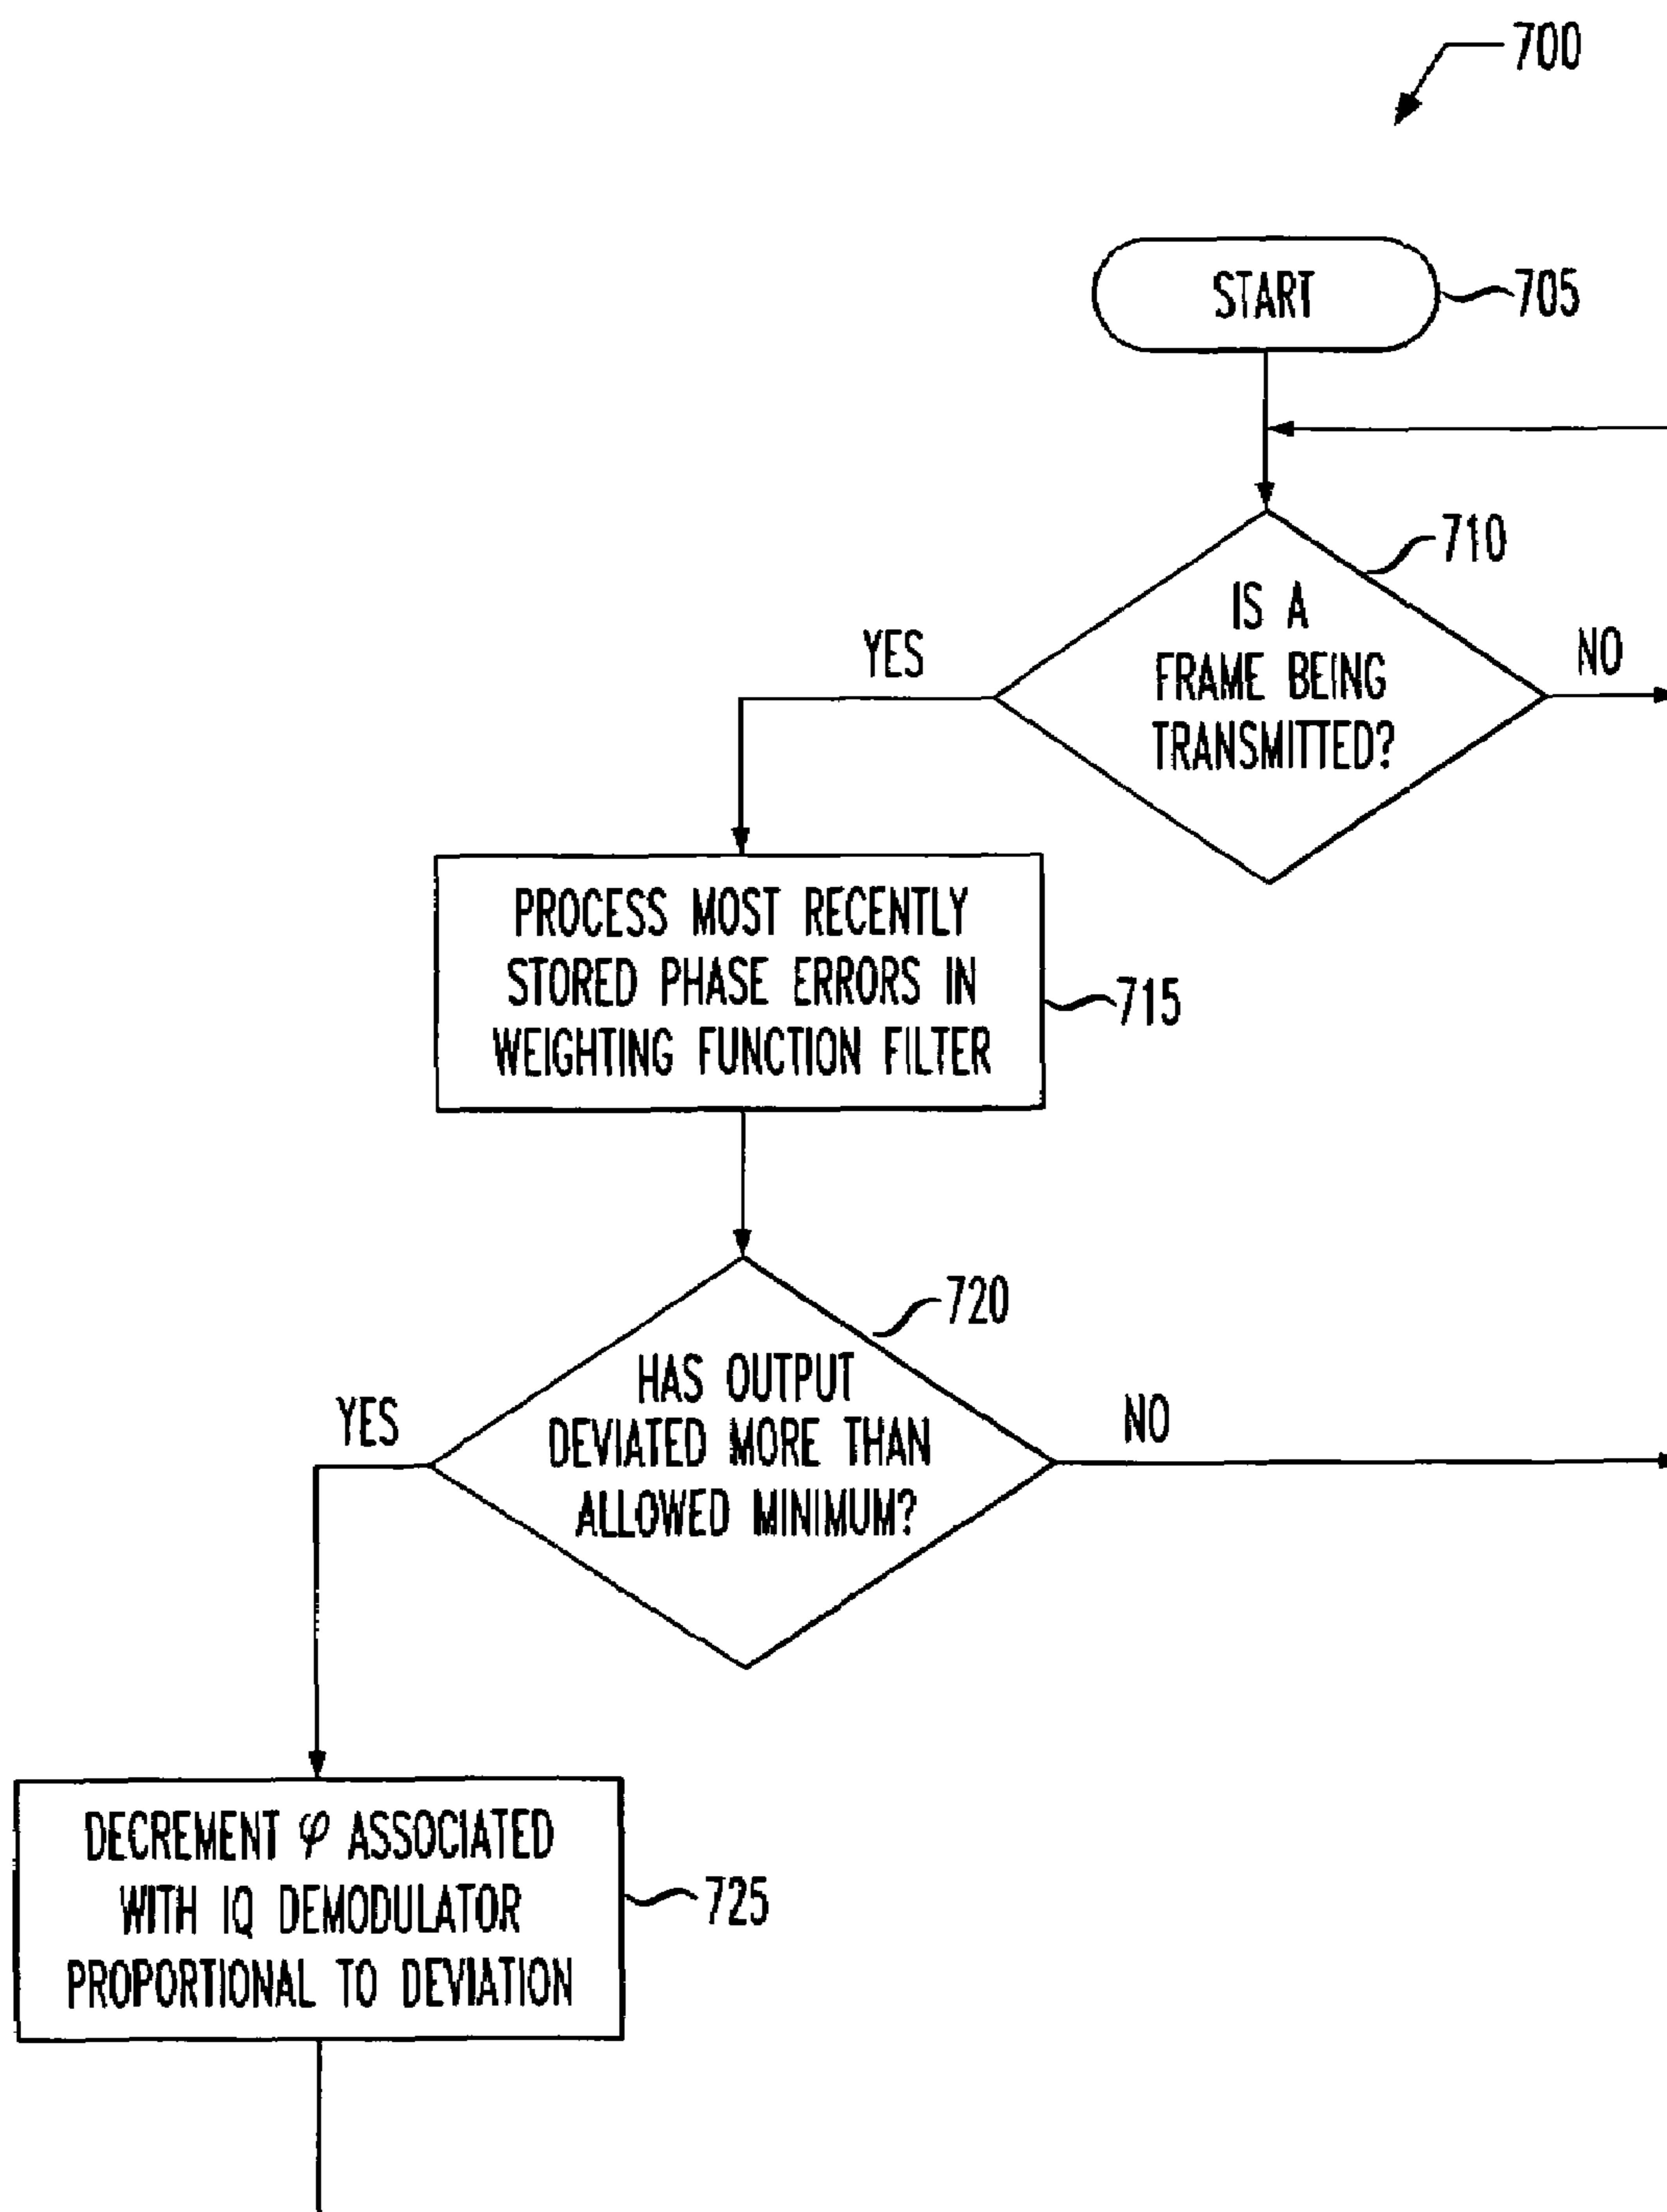 700
START
705
710
IS A
FRAME BEING
TRANSMITTED?
YES
NO
PROCESS MOST RECENTLY
STORED PHASE ERRORS IN
WEIGHTING FUNCTION FILTER
715
720
HAS OUTPUT
DEVIATED MORE THAN
ALLOWED MINIMUM?
YES
NO
DECREMENT φ ASSOCIATED
WITH IQ DEMODULATOR
PROPORTIONAL TO DEVIATION
725